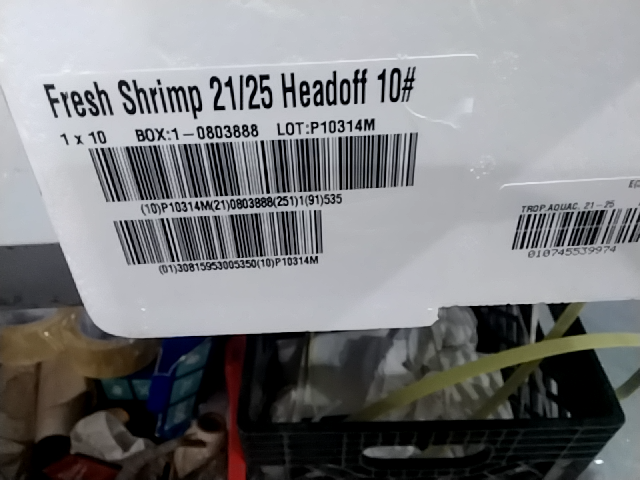 Fresh Shrimp 21/25 Headoff 10#
1 x 10 BOX:1-0803888 LOT:P10314M
(10)P10314M(21)0803888(251)1(91)535
(01)30815953005350(10)P10314M
TROP.AQUAC. 21-25
010745539974